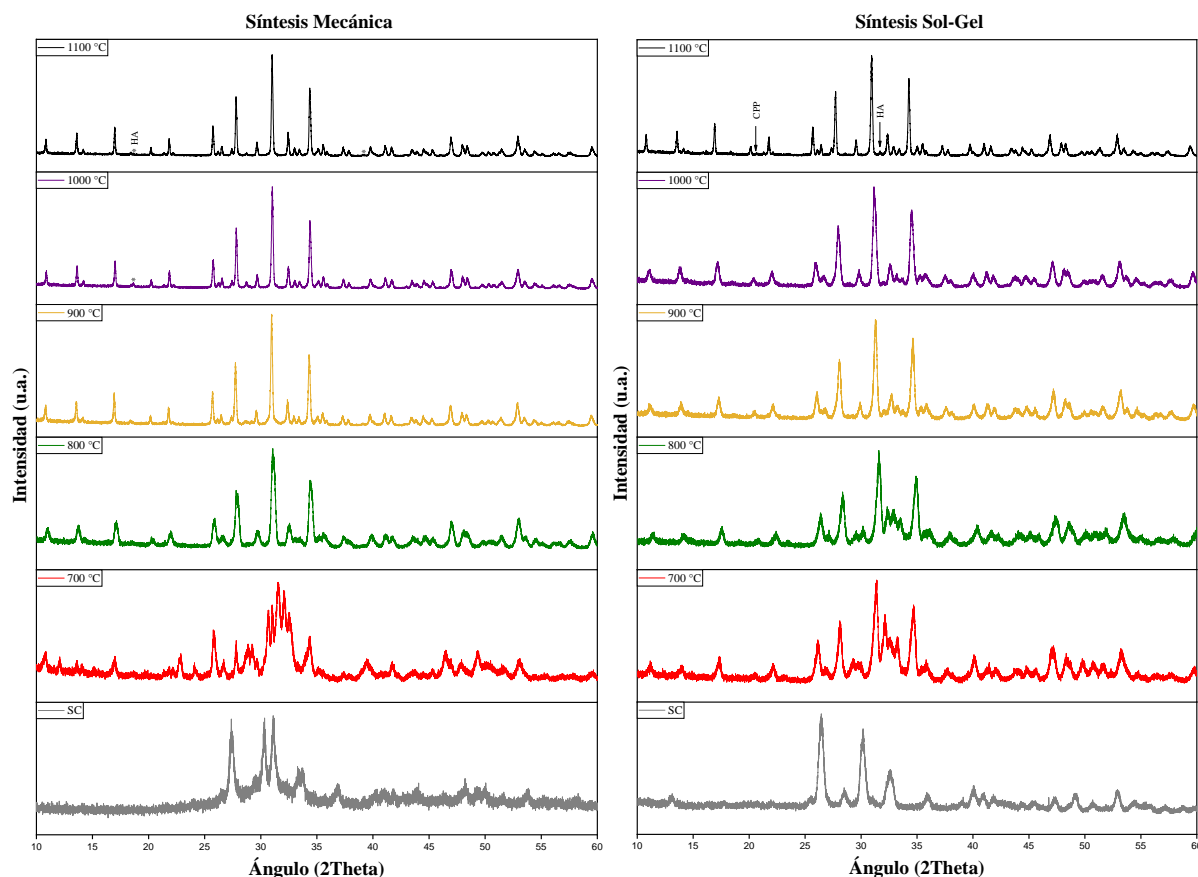 Síntesis Mecánica
1100 °C
* HA
*
1000 °C
*
900 °C
800 °C
700 °C
SC
Intensidad (u.a.)
10 15 20 25 30 35 40 45 50 55 60
Ángulo (2Theta)
Síntesis Sol-Gel
1100 °C
CPP
HA
1000 °C
900 °C
800 °C
700 °C
SC
Intensidad (u.a.)
10 15 20 25 30 35 40 45 50 55 60
Ángulo (2Theta)